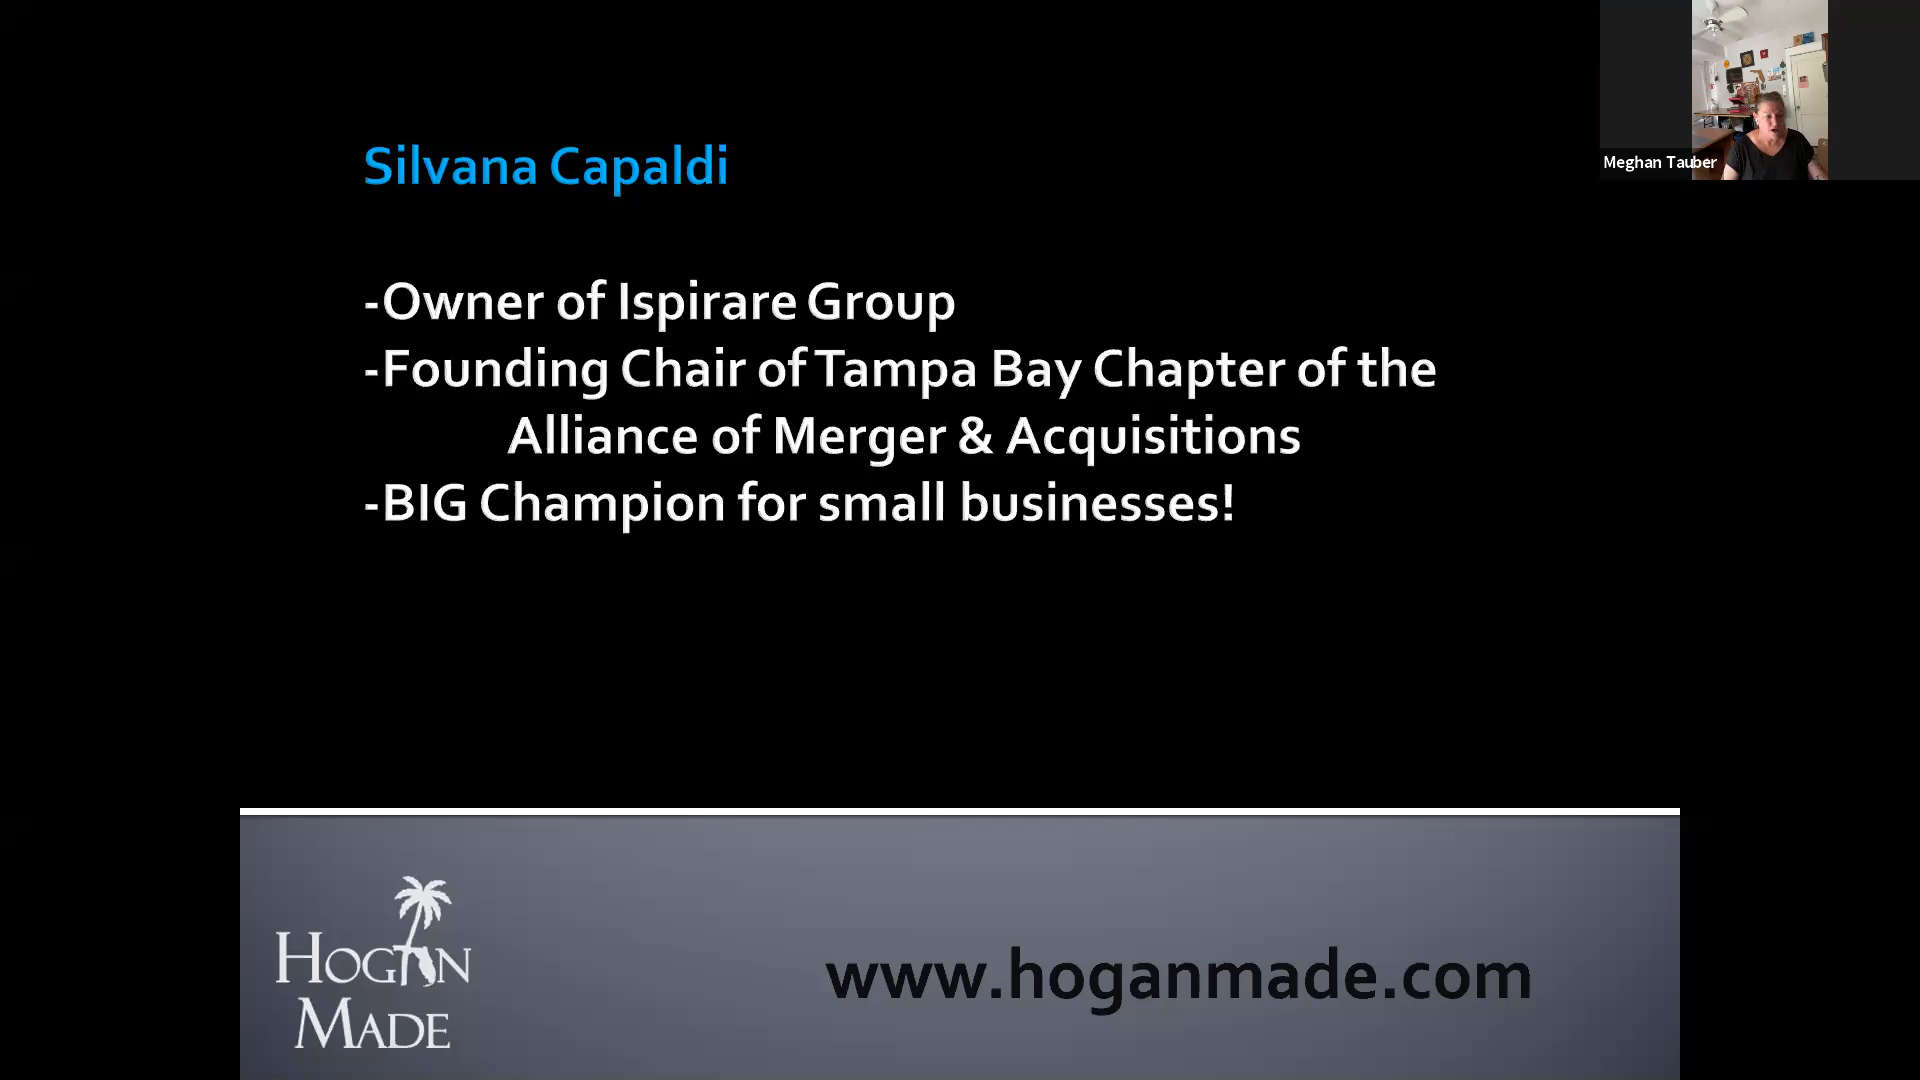 Silvana Capaldi
-Owner of Ispirare Group
-Founding Chair of Tampa Bay Chapter of the
Alliance of Merger & Acquisitions
-BIG Champion for small businesses!
Meghan Tauber
HOGAN
MADE
www.hoganmade.com